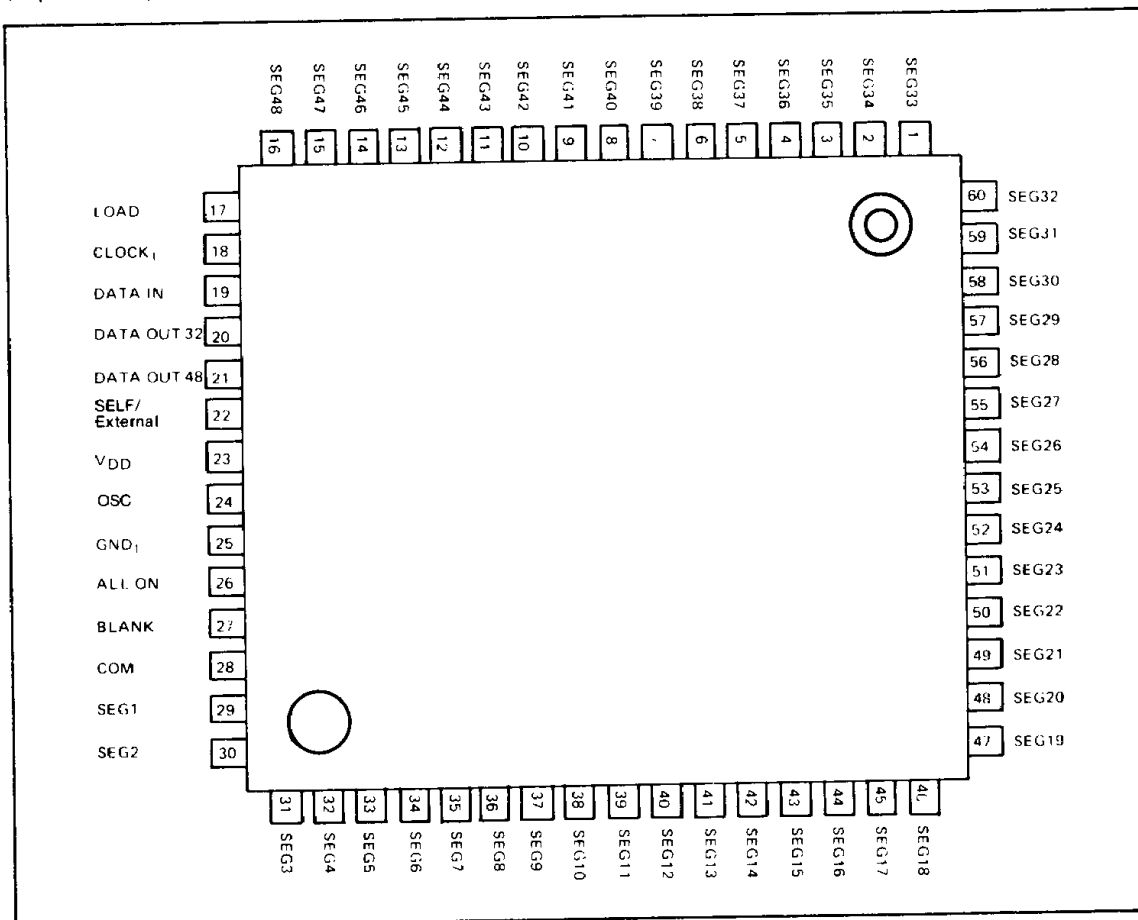 SEG48 SEG47 SEG46 SEG45 SEG44 SEG43 SEG42 SEG41 SEG40 SEG39 SEG38 SEG37 SEG36 SEG35 SEG34 SEG33
16 15 14 13 12 11 10 9 8 7 6 5 4 3 2 1
LOAD 17
CLOCK₁ 18
DATA IN 19
DATA OUT 32 20
DATA OUT 48 21
SELF/
External 22
VDD 23
OSC 24
GND₁ 25
ALL ON 26
BLANK 27
COM 28
SEG1 29
SEG2 30
60 SEG32
59 SEG31
58 SEG30
57 SEG29
56 SEG28
55 SEG27
54 SEG26
53 SEG25
52 SEG24
51 SEG23
50 SEG22
49 SEG21
48 SEG20
47 SEG19
31 32 33 34 35 36 37 38 39 40 41 42 43 44 45 46
SEG3 SEG4 SEG5 SEG6 SEG7 SEG8 SEG9 SEG10 SEG11 SEG12 SEG13 SEG14 SEG15 SEG16 SEG17 SEG18